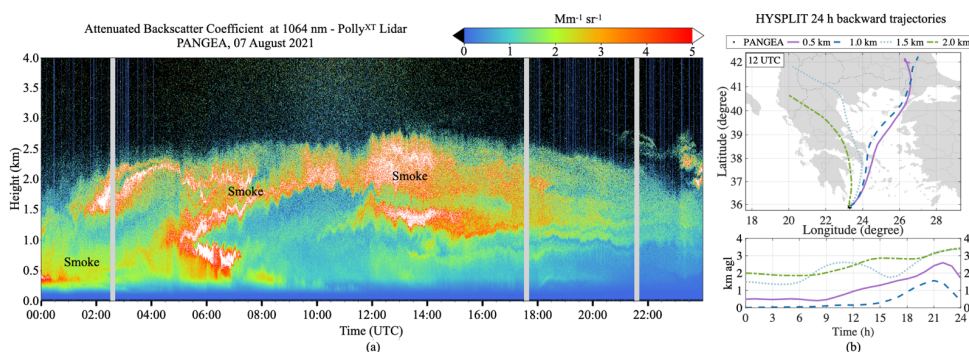 Attenuated Backscatter Coefficient at 1064 nm - Polly^XT Lidar
PANGEA, 07 August 2021
Mm-1 sr-1
0 1 2 3 4 5
Height (km)
4.0
3.5
3.0
2.5
2.0
1.5
1.0
0.5
0.0
Smoke
Smoke
Smoke
00:00 02:00 04:00 06:00 08:00 10:00 12:00 14:00 16:00 18:00 20:00 22:00
Time (UTC)
(a)
HYSPLIT 24 h backward trajectories
PANGEA 0.5 km 1.0 km 1.5 km 2.0 km
12 UTC
Latitude (degree)
42
41
40
39
38
37
36
18 20 22 24 26 28
Longitude (degree)
km agl
4 4
3 3
2 2
1 1
0 0
0 3 6 9 12 15 18 21 24
Time (h)
(b)